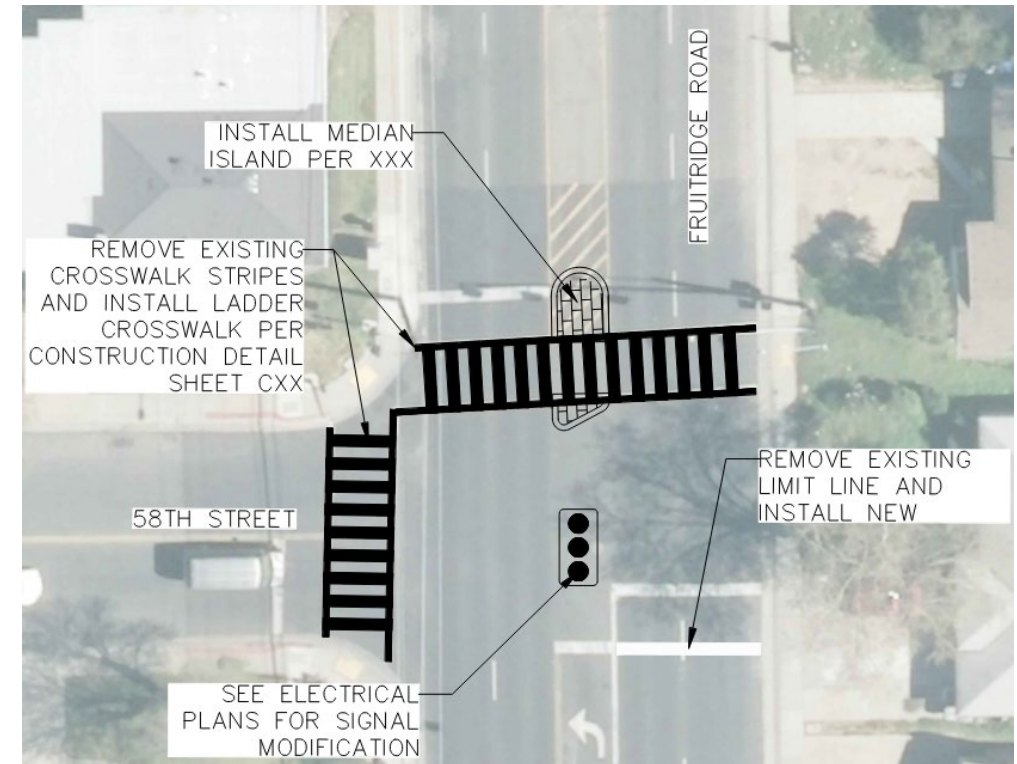 INSTALL MEDIAN
ISLAND PER XXX
FRUITRIDGE ROAD
REMOVE EXISTING
CROSSWALK STRIPES
AND INSTALL LADDER
CROSSWALK PER
CONSTRUCTION DETAIL
SHEET CXX
REMOVE EXISTING
LIMIT LINE AND
INSTALL NEW
58TH STREET
SEE ELECTRICAL
PLANS FOR SIGNAL
MODIFICATION